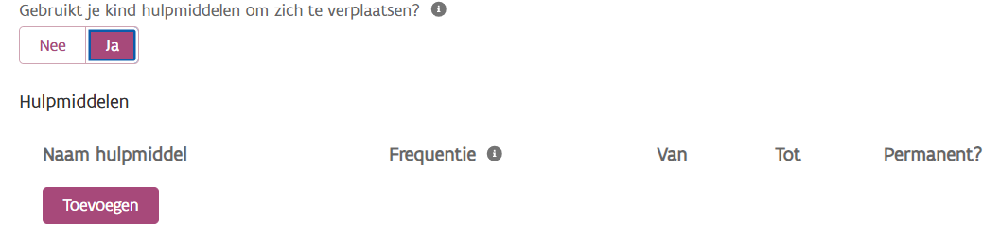 Gebruikt je kind hulpmiddelen om zich te verplaatsen?
Nee Ja
Hulpmiddelen
Naam hulpmiddel Frequentie Van Tot Permanent?
Toevoegen